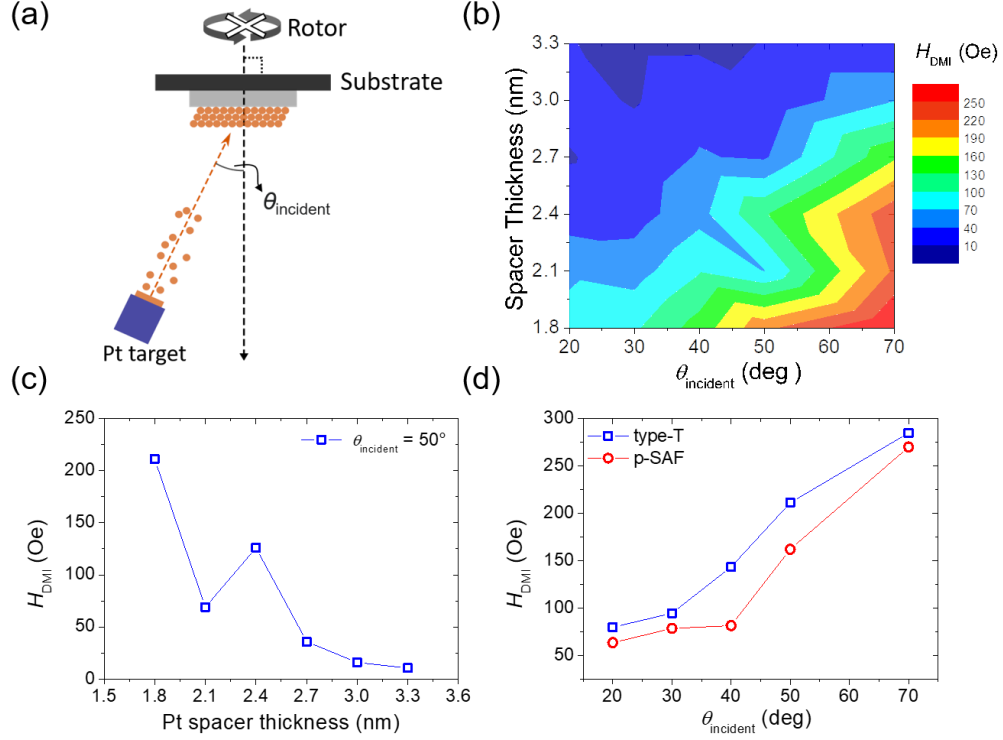 (a)
Rotor
Substrate
θincident
Pt target
(b)
Spacer Thickness (nm)
3.3
3.0
2.7
2.4
2.1
1.8
20 30 40 50 60 70
θincident (deg )
HDMI (Oe)
250
220
190
160
130
100
70
40
10
(c)
HDMI (Oe)
250
200
150
100
50
0
1.5 1.8 2.1 2.4 2.7 3.0 3.3 3.6
Pt spacer thickness (nm)
θincident = 50°
(d)
HDMI (Oe)
300
250
200
150
100
50
20 30 40 50 60 70
θincident (deg)
type-T
p-SAF